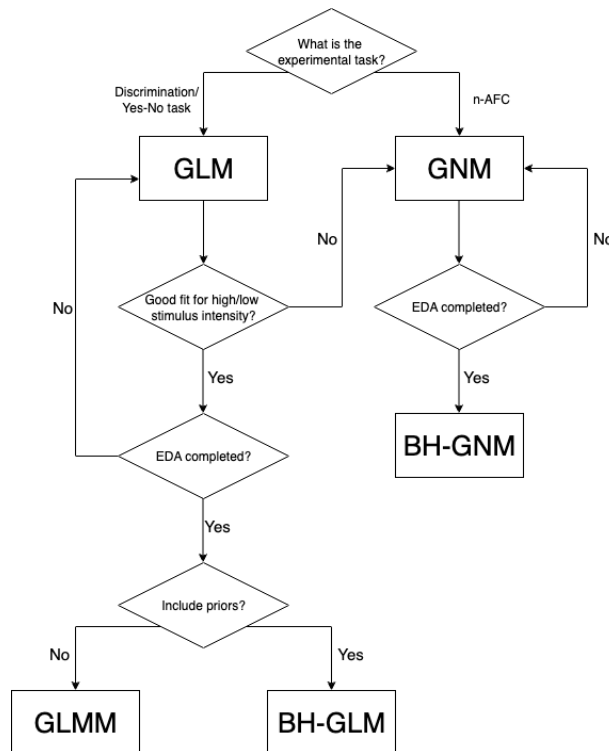 What is the
experimental task?
Discrimination/
Yes-No task
n-AFC
GLM
GNM
No
No
No
Good fit for high/low
stimulus intensity?
EDA completed?
Yes
Yes
BH-GNM
EDA completed?
Yes
Include priors?
No
Yes
GLMM
BH-GLM